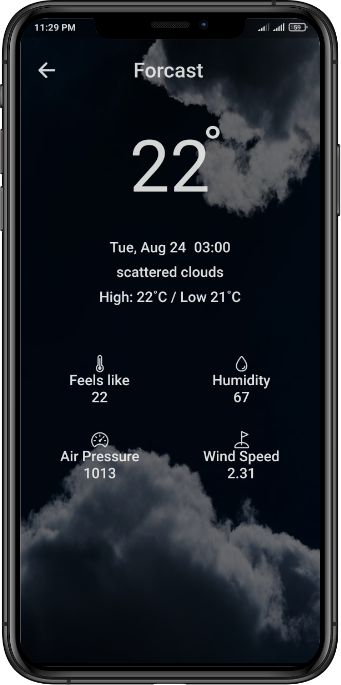 11:29 PM 59
Forcast
22°
Tue, Aug 24 03:00
scattered clouds
High: 22°C / Low 21°C
Feels like Humidity
22 67
Air Pressure Wind Speed
1013 2.31